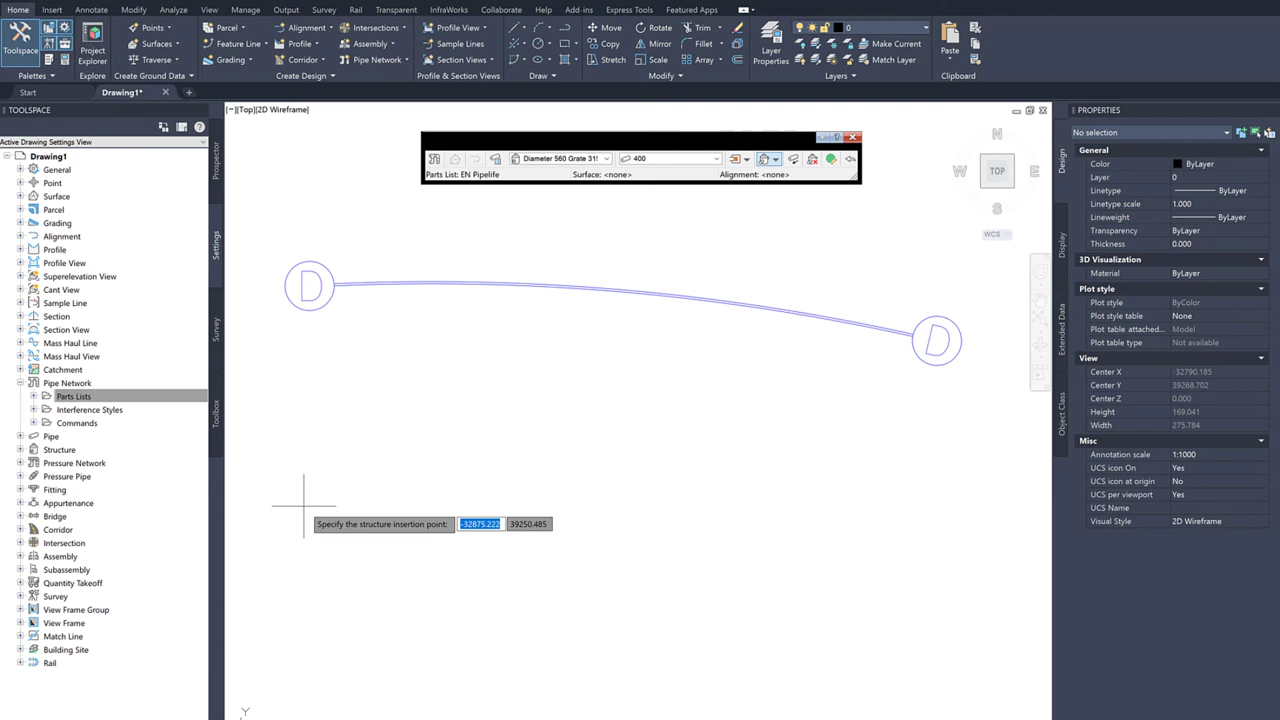 Home Insert Annotate Modify Analyze View Manage Output Survey Rail Transparent InfraWorks Collaborate Help Add-ins Express Tools Featured Apps
Toolspace
Palettes
Project
Explorer
Explore
Points
Surfaces
Traverse
Create Ground Data
Parcel
Feature Line
Grading
Alignment
Profile
Corridor
Intersections
Assembly
Pipe Network
Create Design
Profile View
Sample Lines
Section Views
Profile & Section Views
Draw
Move Rotate Trim
Copy Mirror Fillet
Stretch Scale Array
Modify
Layer
Properties
0
Make Current
Match Layer
Layers
Paste
Clipboard
Start Drawing1*
TOOLSPACE
Active Drawing Settings View
Drawing1
General
Point
Surface
Parcel
Grading
Alignment
Profile
Profile View
Superelevation View
Cant View
Sample Line
Section
Section View
Mass Haul Line
Mass Haul View
Catchment
Pipe Network
Parts Lists
Interference Styles
Commands
Pipe
Structure
Pressure Network
Pressure Pipe
Fitting
Appurtenance
Bridge
Corridor
Intersection
Assembly
Subassembly
Quantity Takeoff
Survey
View Frame Group
View Frame
Match Line
Building Site
Rail
Prospector
Settings
Survey
Toolbox
[−][Top][2D Wireframe]
Diameter 560 Grate 31! 400
Parts List: EN Pipelife Surface: <none> Alignment: <none>
D
D
Specify the structure insertion point: -32875.222 39250.485
Y
N
W TOP E
S
WCS
Design
Display
Extended Data
Object Class
PROPERTIES
No selection
General
Color ByLayer
Layer 0
Linetype ByLayer
Linetype scale 1.000
Lineweight ByLayer
Transparency ByLayer
Thickness 0.000
3D Visualization
Material ByLayer
Plot style
Plot style ByColor
Plot style table None
Plot table attached... Model
Plot table type Not available
View
Center X -32790.185
Center Y 39268.702
Center Z 0.000
Height 169.041
Width 275.784
Misc
Annotation scale 1:1000
UCS icon On Yes
UCS icon at origin No
UCS per viewport Yes
UCS Name
Visual Style 2D Wireframe